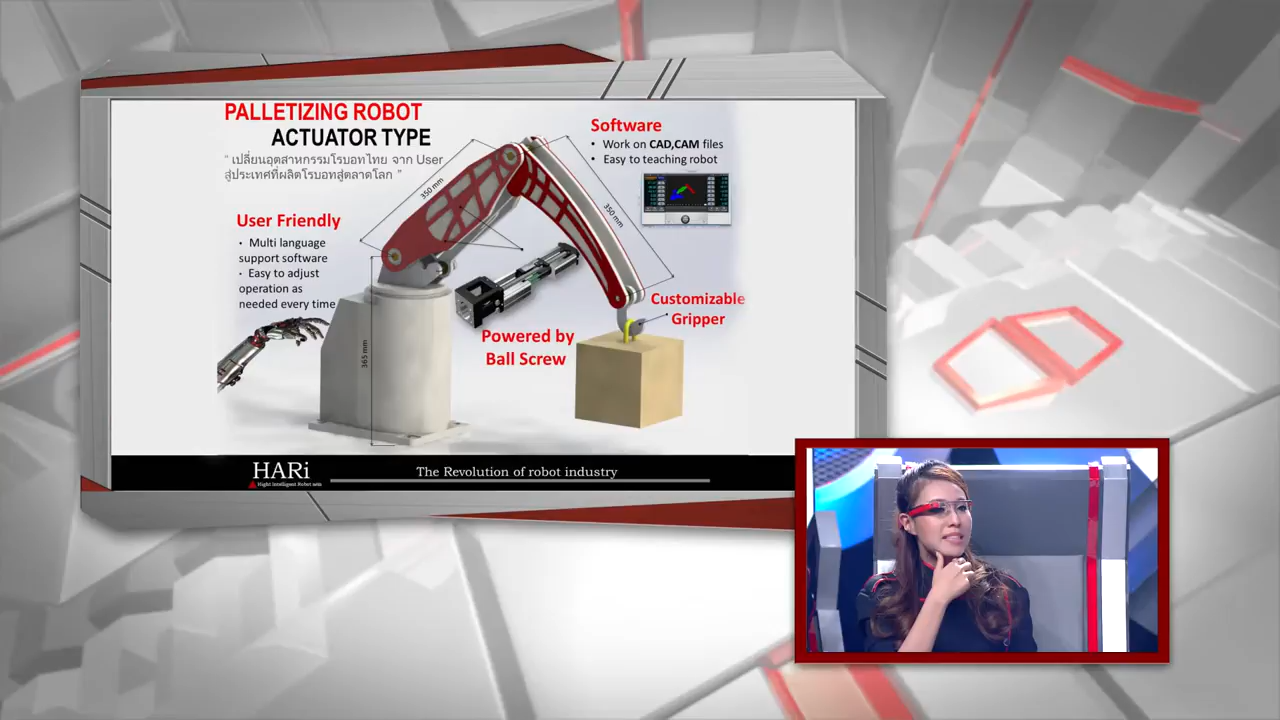 PALLETIZING ROBOT
ACTUATOR TYPE
" เปลี่ยนอุตสาหกรรมโรบอทไทย จาก User
สู่ประเทศที่ผลิตโรบอทสู่ตลาดโลก "
User Friendly
· Multi language
support software
· Easy to adjust
operation as
needed every time
350 mm
350 mm
365 mm
Software
• Work on CAD,CAM files
• Easy to teaching robot
Powered by
Ball Screw
Customizable
Gripper
HARi
Hight Intelligent Robot arm
The Revolution of robot industry